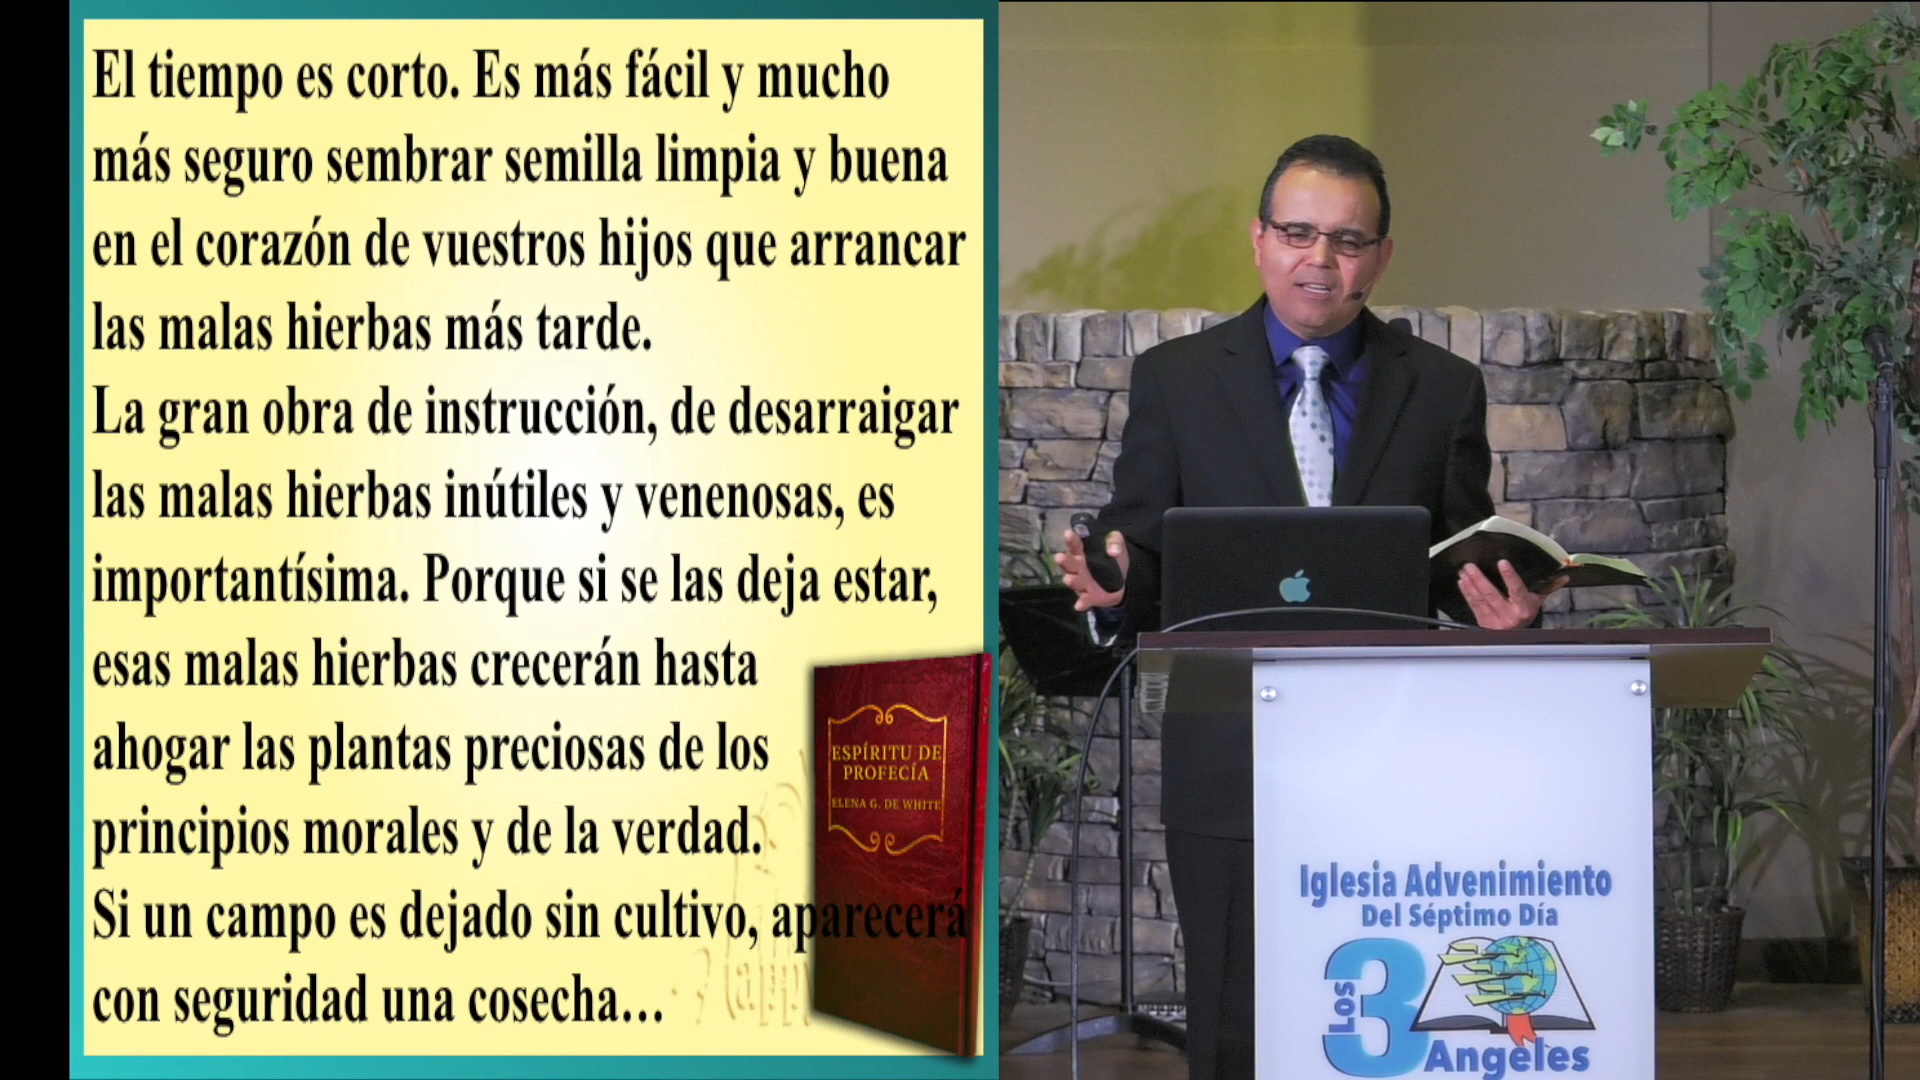 El tiempo es corto. Es más fácil y mucho
más seguro sembrar semilla limpia y buena
en el corazón de vuestros hijos que arrancar
las malas hierbas más tarde.
La gran obra de instrucción, de desarraigar
las malas hierbas inútiles y venenosas, es
importantísima. Porque si se las deja estar,
esas malas hierbas crecerán hasta
ahogar las plantas preciosas de los
principios morales y de la verdad.
Si un campo es dejado sin cultivo, aparecerá
con seguridad una cosecha...
ESPÍRITU DE
PROFECÍA
ELENA G. DE WHITE
Iglesia Advenimiento
Del Séptimo Día
Los 3
Angeles